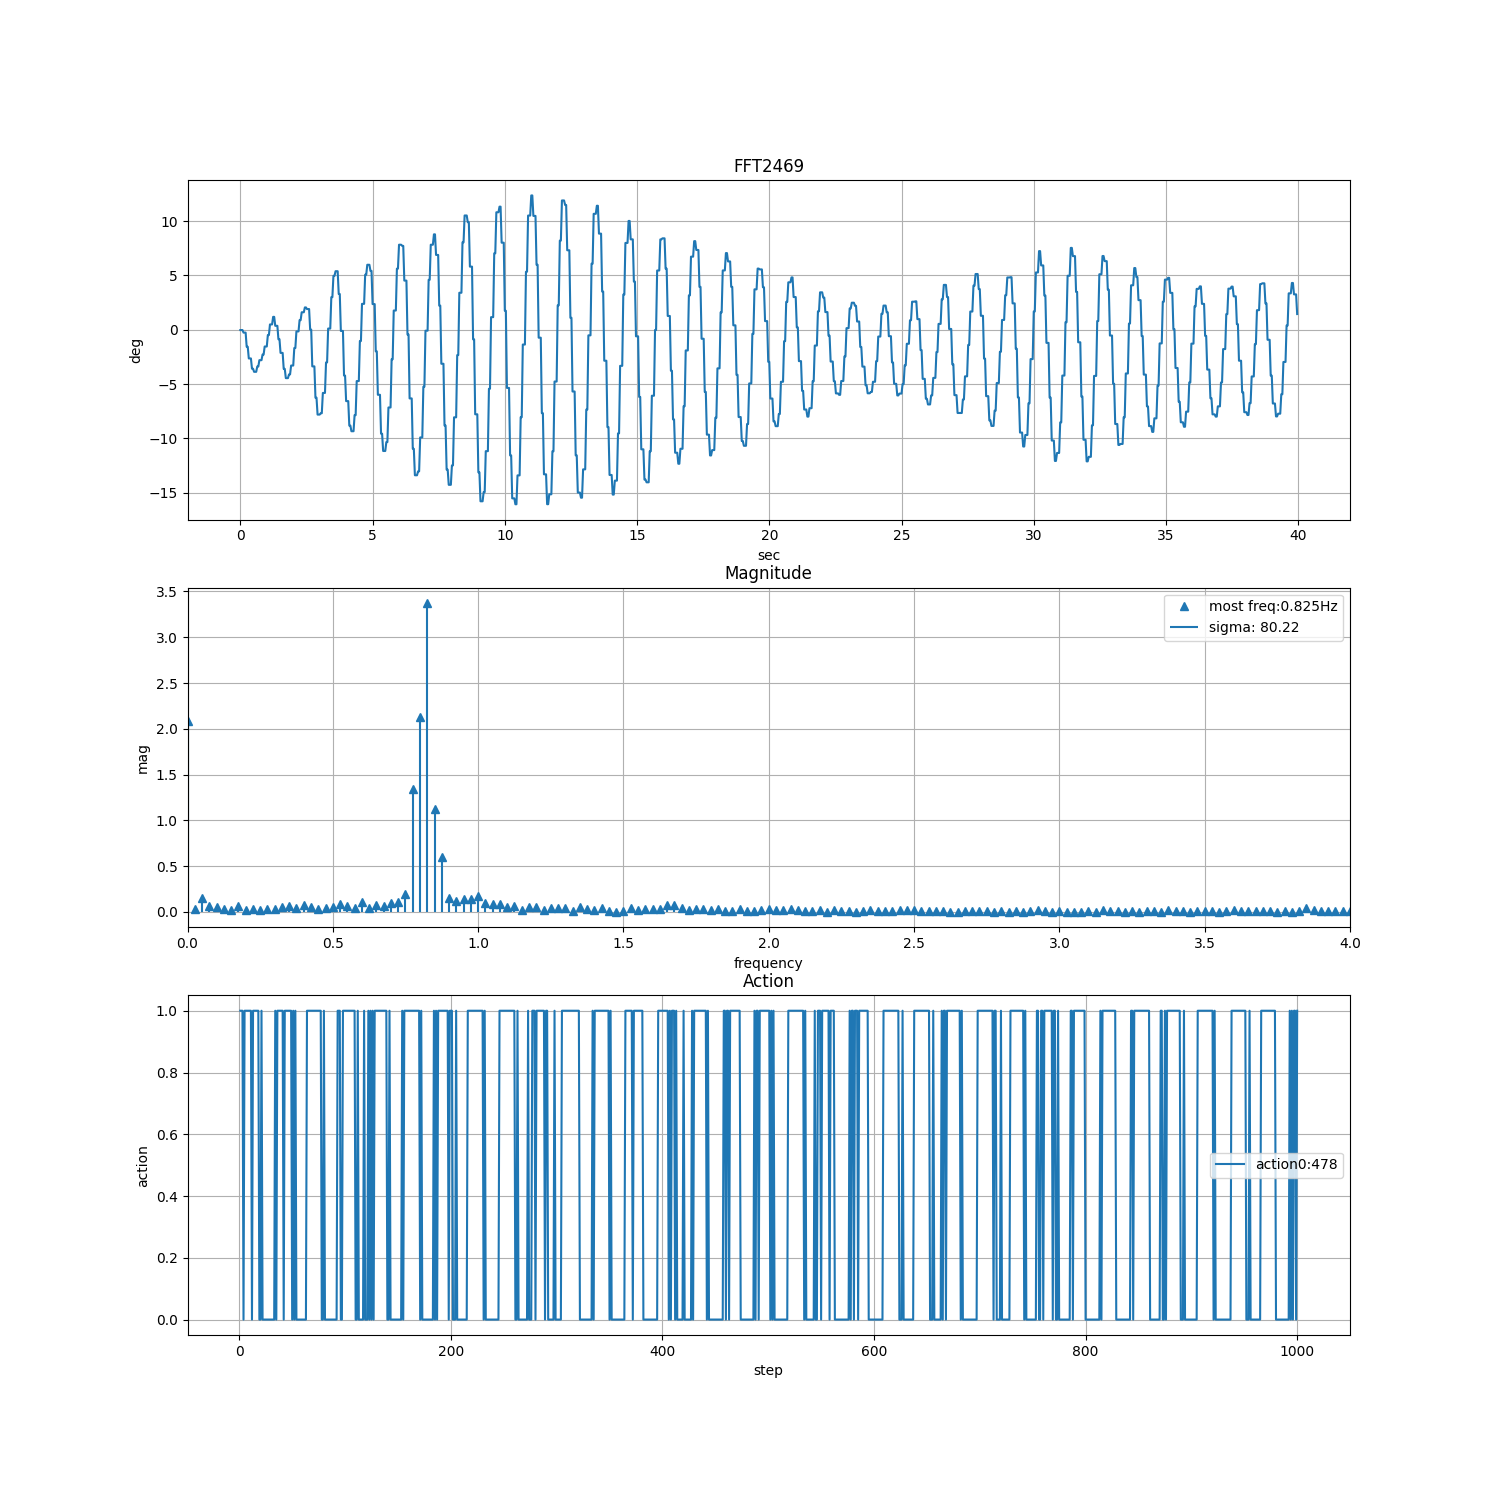 FFT2469
10
5
0
−5
−10
−15
deg
0 5 10 15 20 25 30 35 40
sec
Magnitude
3.5
3.0
2.5
2.0
1.5
1.0
0.5
0.0
mag
most freq:0.825Hz
sigma: 80.22
0.0 0.5 1.0 1.5 2.0 2.5 3.0 3.5 4.0
frequency
Action
1.0
0.8
0.6
0.4
0.2
0.0
action
action0:478
0 200 400 600 800 1000
step